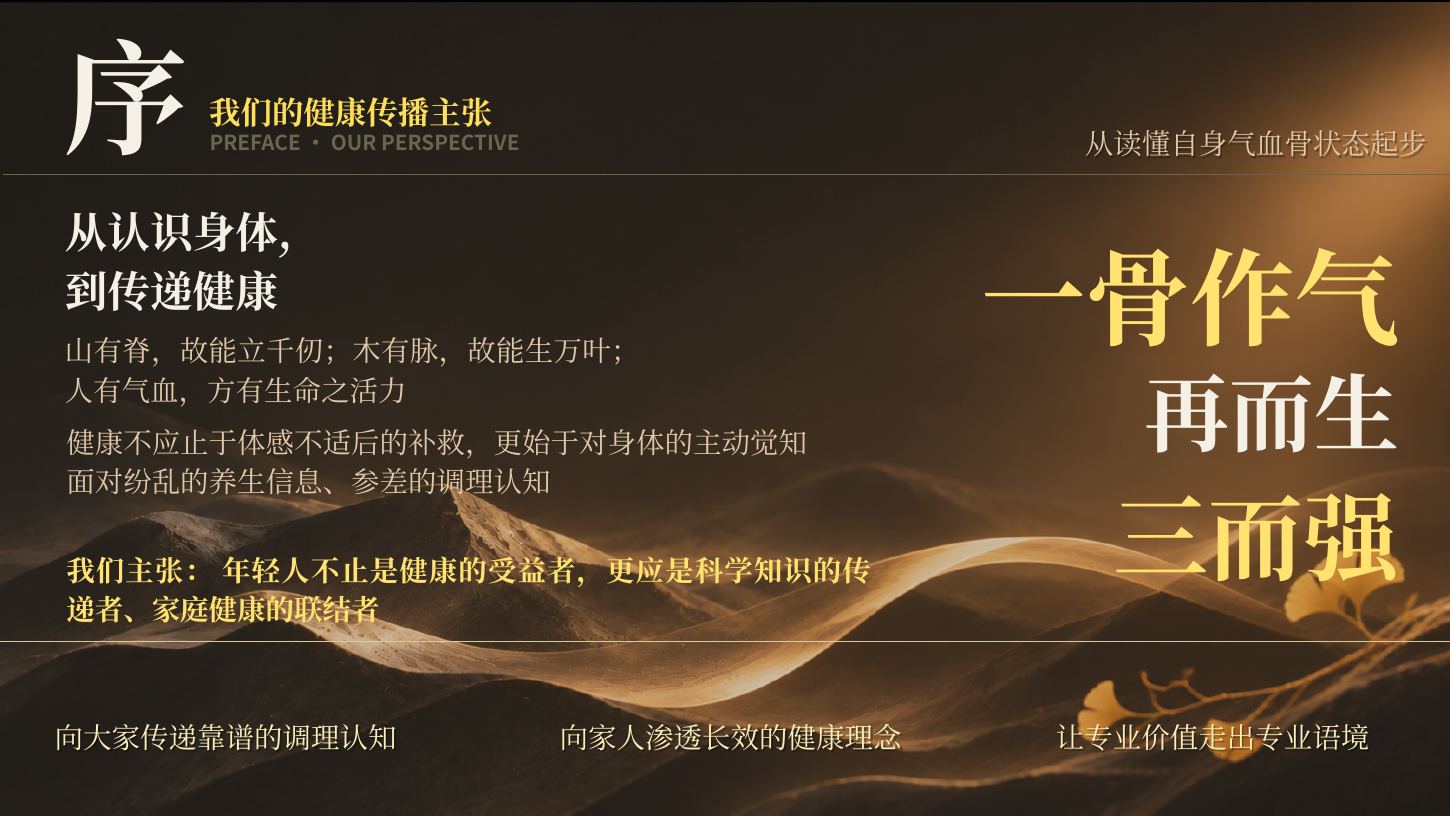 序
我们的健康传播主张
PREFACE · OUR PERSPECTIVE
从读懂自身气血骨状态起步
从认识身体，
到传递健康
山有脊，故能立千仞；木有脉，故能生万叶；
人有气血，方有生命之活力
健康不应止于体感不适后的补救，更始于对身体的主动觉知
面对纷乱的养生信息、参差的调理认知
我们主张： 年轻人不止是健康的受益者，更应是科学知识的传
递者、家庭健康的联结者
一骨作气
再而生
三而强
向大家传递靠谱的调理认知
向家人渗透长效的健康理念
让专业价值走出专业语境